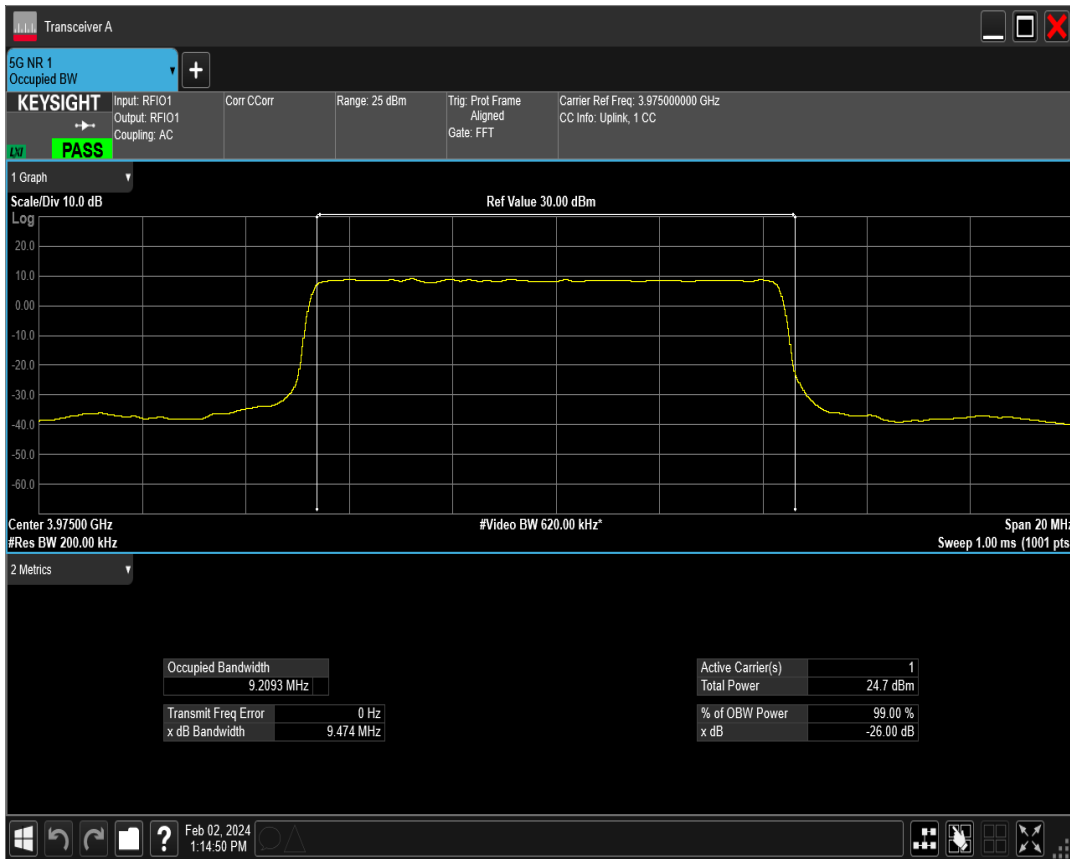 Transceiver A
5G NR 1
Occupied BW
+
KEYSIGHT
LXI
PASS
Input: RFIO1
Output: RFIO1
Coupling: AC
Corr CCorr
Range: 25 dBm
Trig: Prot Frame
Aligned
Gate: FFT
Carrier Ref Freq: 3.975000000 GHz
CC Info: Uplink, 1 CC
1 Graph
Scale/Div 10.0 dB
Ref Value 30.00 dBm
Log
20.0
10.0
0.00
-10.0
-20.0
-30.0
-40.0
-50.0
-60.0
Center 3.97500 GHz
#Video BW 620.00 kHz*
Span 20 MHz
#Res BW 200.00 kHz
Sweep 1.00 ms (1001 pts
2 Metrics
Occupied Bandwidth
9.2093 MHz
Transmit Freq Error 0 Hz
x dB Bandwidth 9.474 MHz
Active Carrier(s) 1
Total Power 24.7 dBm
% of OBW Power 99.00 %
x dB -26.00 dB
?
Feb 02, 2024
1:14:50 PM